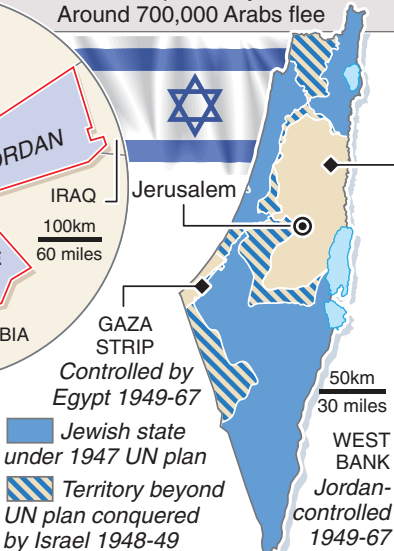 Around 700,000 Arabs flee
IRAQ
100km
60 miles
Jerusalem
GAZA
STRIP
Controlled by
Egypt 1949-67
Jewish state
under 1947 UN plan
Territory beyond
UN plan conquered
by Israel 1948-49
50km
30 miles
WEST
BANK
Jordan-
controlled
1949-67